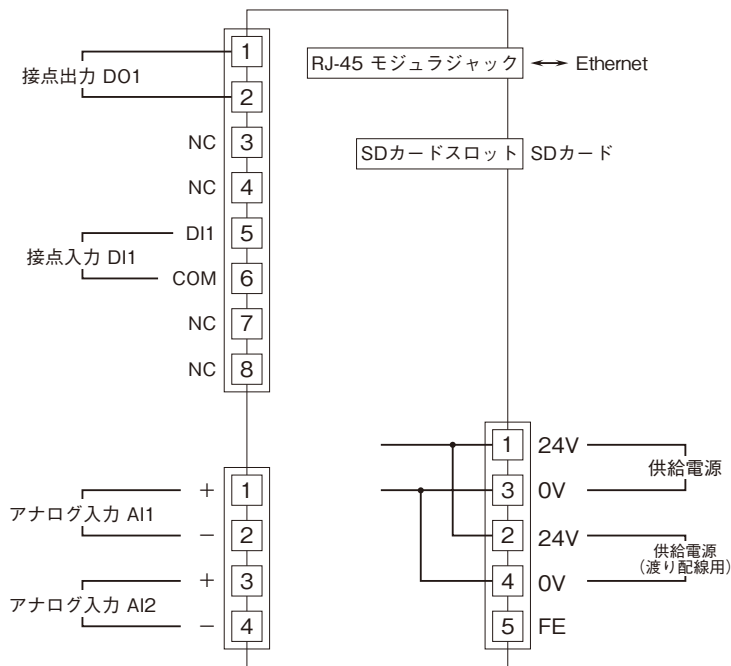 接点出力 DO1
1
2
NC 3
NC 4
接点入力 DI1
DI1 5
COM 6
NC 7
NC 8
RJ-45 モジュラジャック
Ethernet
SDカードスロット
SDカード
アナログ入力 AI1
+ 1
− 2
アナログ入力 AI2
+ 3
− 4
1 24V
3 0V
供給電源
2 24V
4 0V
供給電源
（渡り配線用）
5 FE